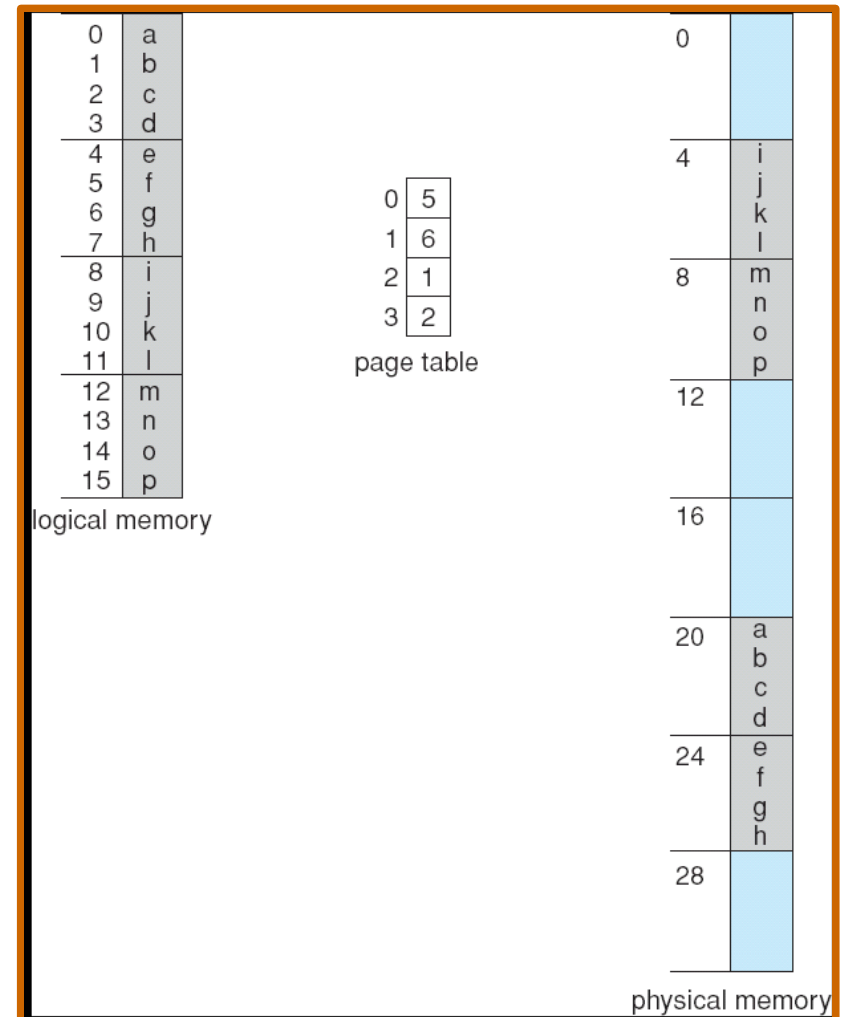 0 a
1 b
2 c
3 d
4 e
5 f
6 g
7 h
8 i
9 j
10 k
11 l
12 m
13 n
14 o
15 p
logical memory
0 5
1 6
2 1
3 2
page table
0
4 i
j
k
l
8 m
n
o
p
12
16
20 a
b
c
d
24 e
f
g
h
28
physical memory